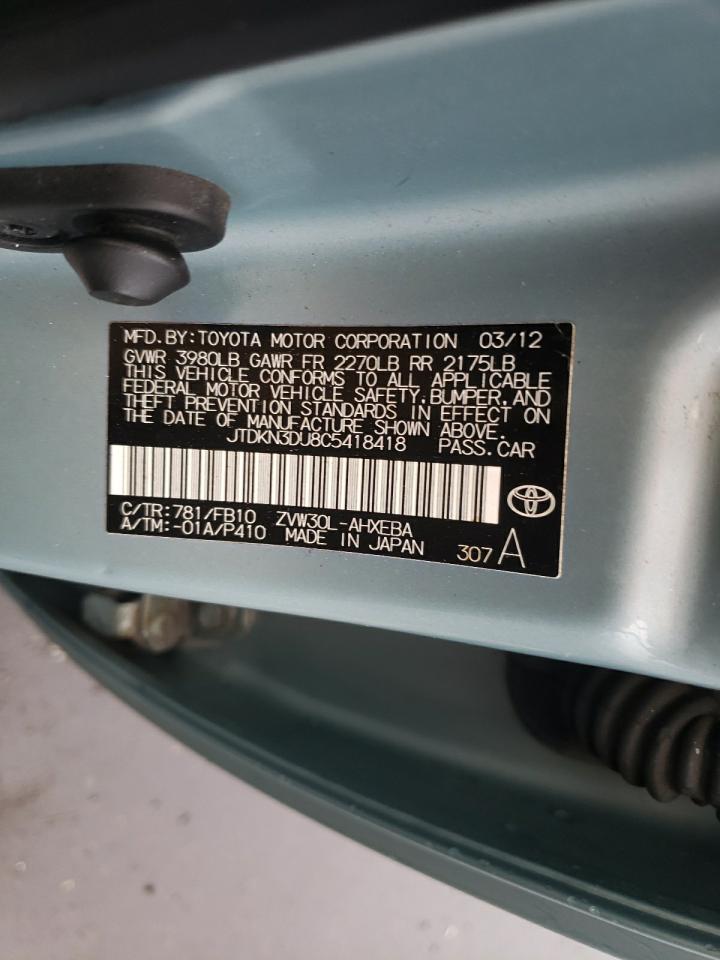 MFD.BY:TOYOTA MOTOR CORPORATION 03/12
GVWR 3980LB GAWR FR 2270LB RR 2175LB
THIS VEHICLE CONFORMS TO ALL APPLICABLE
FEDERAL MOTOR VEHICLE SAFETY,BUMPER,AND
THEFT PREVENTION STANDARDS IN EFFECT ON
THE DATE OF MANUFACTURE SHOWN ABOVE.
JTDKN3DU8C5418418 PASS.CAR
C/TR:781/FB10 ZVW30L-AHXEBA
A/TM:-01A/P410 MADE IN JAPAN 307 A